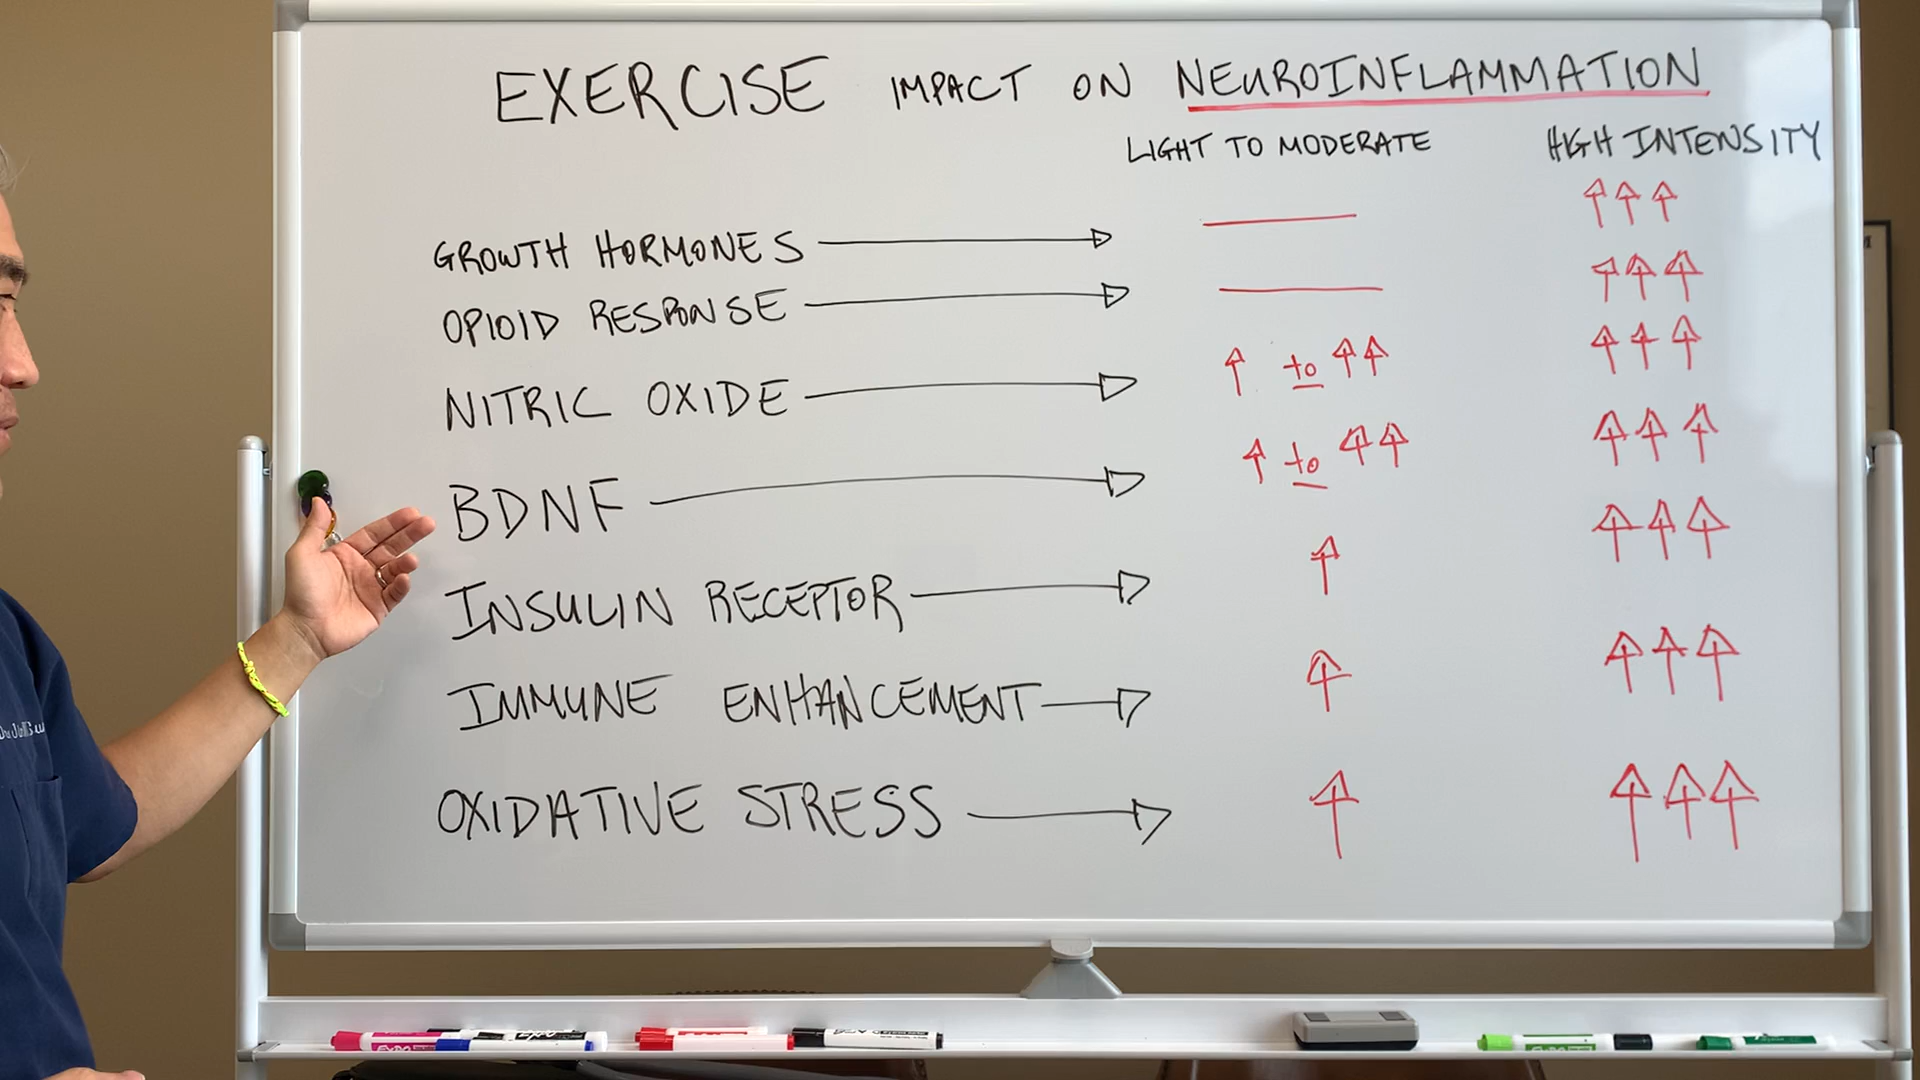 EXERCISE IMPACT ON NEUROINFLAMMATION
LIGHT TO MODERATE HIGH INTENSITY
GROWTH HORMONES → — ↑↑↑
OPIOID RESPONSE → — ↑↑↑
NITRIC OXIDE → ↑ to ↑↑ ↑↑↑
BDNF → ↑ to ↑↑ ↑↑↑
INSULIN RECEPTOR → ↑ ↑↑↑
IMMUNE ENHANCEMENT → ↑ ↑↑↑
OXIDATIVE STRESS → ↑ ↑↑↑
EXPO